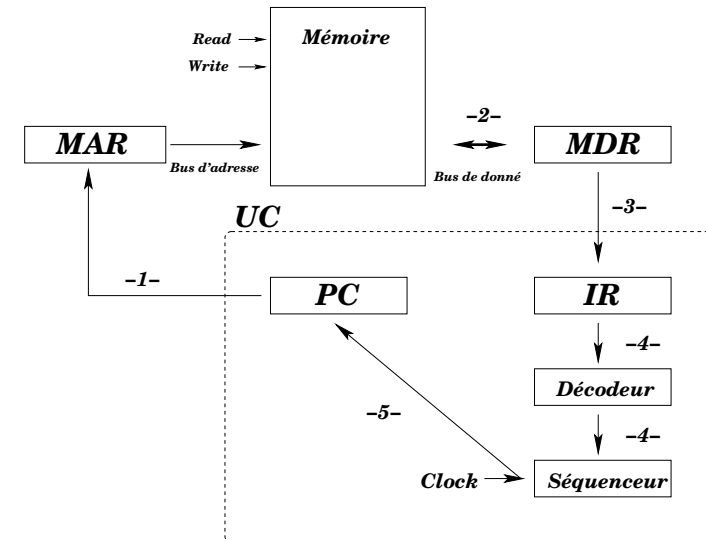 Read
Write
Mémoire
MAR
Bus d'adresse
–2–
Bus de donné
MDR
–3–
UC
–1–
PC
IR
–4–
Décodeur
–5–
–4–
Clock
Séquenceur